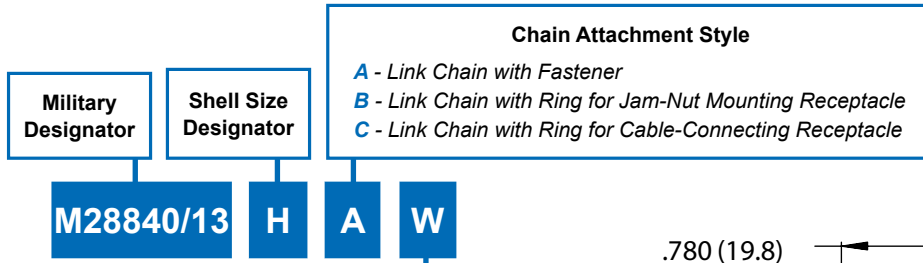 Chain Attachment Style
A - Link Chain with Fastener
B - Link Chain with Ring for Jam-Nut Mounting Receptacle
C - Link Chain with Ring for Cable-Connecting Receptacle
Military
Designator
Shell Size
Designator
M28840/13 H A W
.780 (19.8)